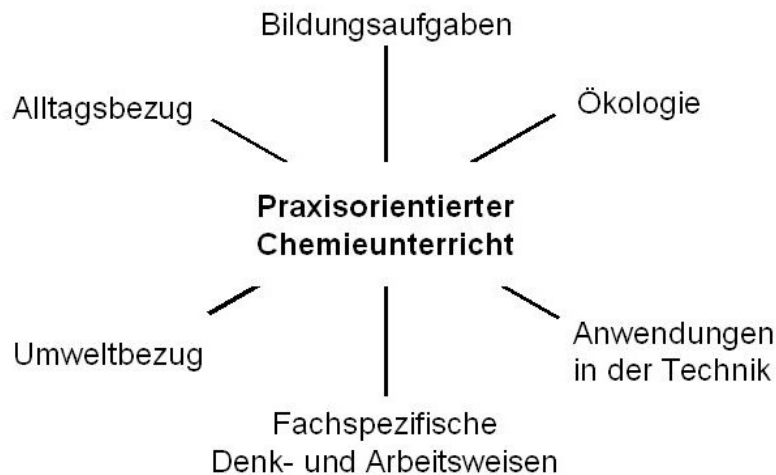 Bildungsaufgaben
Alltagsbezug
Ökologie
Praxisorientierter
Chemieunterricht
Umweltbezug
Anwendungen
in der Technik
Fachspezifische
Denk- und Arbeitsweisen